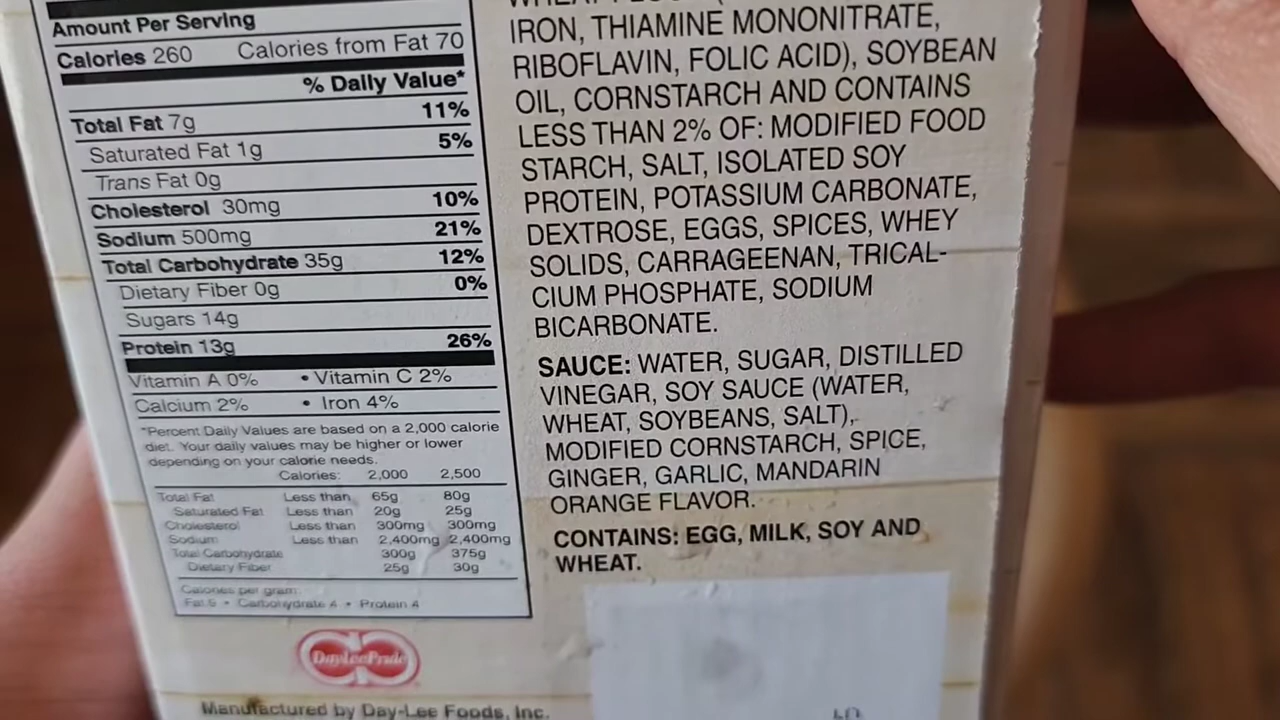 Amount Per Serving
Calories 260 Calories from Fat 70
% Daily Value*
Total Fat 7g 11%
Saturated Fat 1g 5%
Trans Fat 0g
Cholesterol 30mg 10%
Sodium 500mg 21%
Total Carbohydrate 35g 12%
Dietary Fiber 0g 0%
Sugars 14g
Protein 13g 26%
Vitamin A 0% • Vitamin C 2%
Calcium 2% • Iron 4%
*Percent Daily Values are based on a 2,000 calorie
diet. Your daily values may be higher or lower
depending on your calorie needs.
Calories: 2,000 2,500
Total Fat Less than 65g 80g
Saturated Fat Less than 20g 25g
Cholesterol Less than 300mg 300mg
Sodium Less than 2,400mg 2,400mg
Total Carbohydrate 300g 375g
Dietary Fiber 25g 30g
Calories per gram:
Fat • Carbohydrate 4 • Protein 4
DayLeePride
Manufactured by Day-Lee Foods, Inc.
IRON, THIAMINE MONONITRATE,
RIBOFLAVIN, FOLIC ACID), SOYBEAN
OIL, CORNSTARCH AND CONTAINS
LESS THAN 2% OF: MODIFIED FOOD
STARCH, SALT, ISOLATED SOY
PROTEIN, POTASSIUM CARBONATE,
DEXTROSE, EGGS, SPICES, WHEY
SOLIDS, CARRAGEENAN, TRICAL-
CIUM PHOSPHATE, SODIUM
BICARBONATE.
SAUCE: WATER, SUGAR, DISTILLED
VINEGAR, SOY SAUCE (WATER,
WHEAT, SOYBEANS, SALT),
MODIFIED CORNSTARCH, SPICE,
GINGER, GARLIC, MANDARIN
ORANGE FLAVOR.
CONTAINS: EGG, MILK, SOY AND
WHEAT.